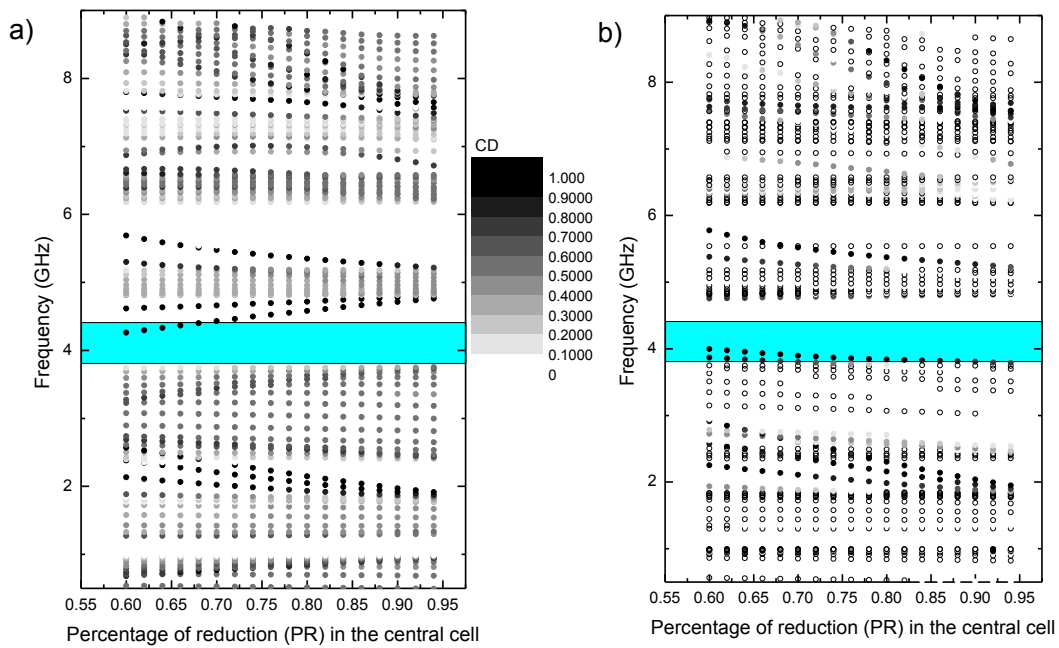 a)
8
6
4
2
Frequency (GHz)
0.55 0.60 0.65 0.70 0.75 0.80 0.85 0.90 0.95
Percentage of reduction (PR) in the central cell
CD
1.000
0.9000
0.8000
0.7000
0.6000
0.5000
0.4000
0.3000
0.2000
0.1000
0
b)
8
6
4
2
Frequency (GHz)
0.55 0.60 0.65 0.70 0.75 0.80 0.85 0.90 0.95
Percentage of reduction (PR) in the central cell